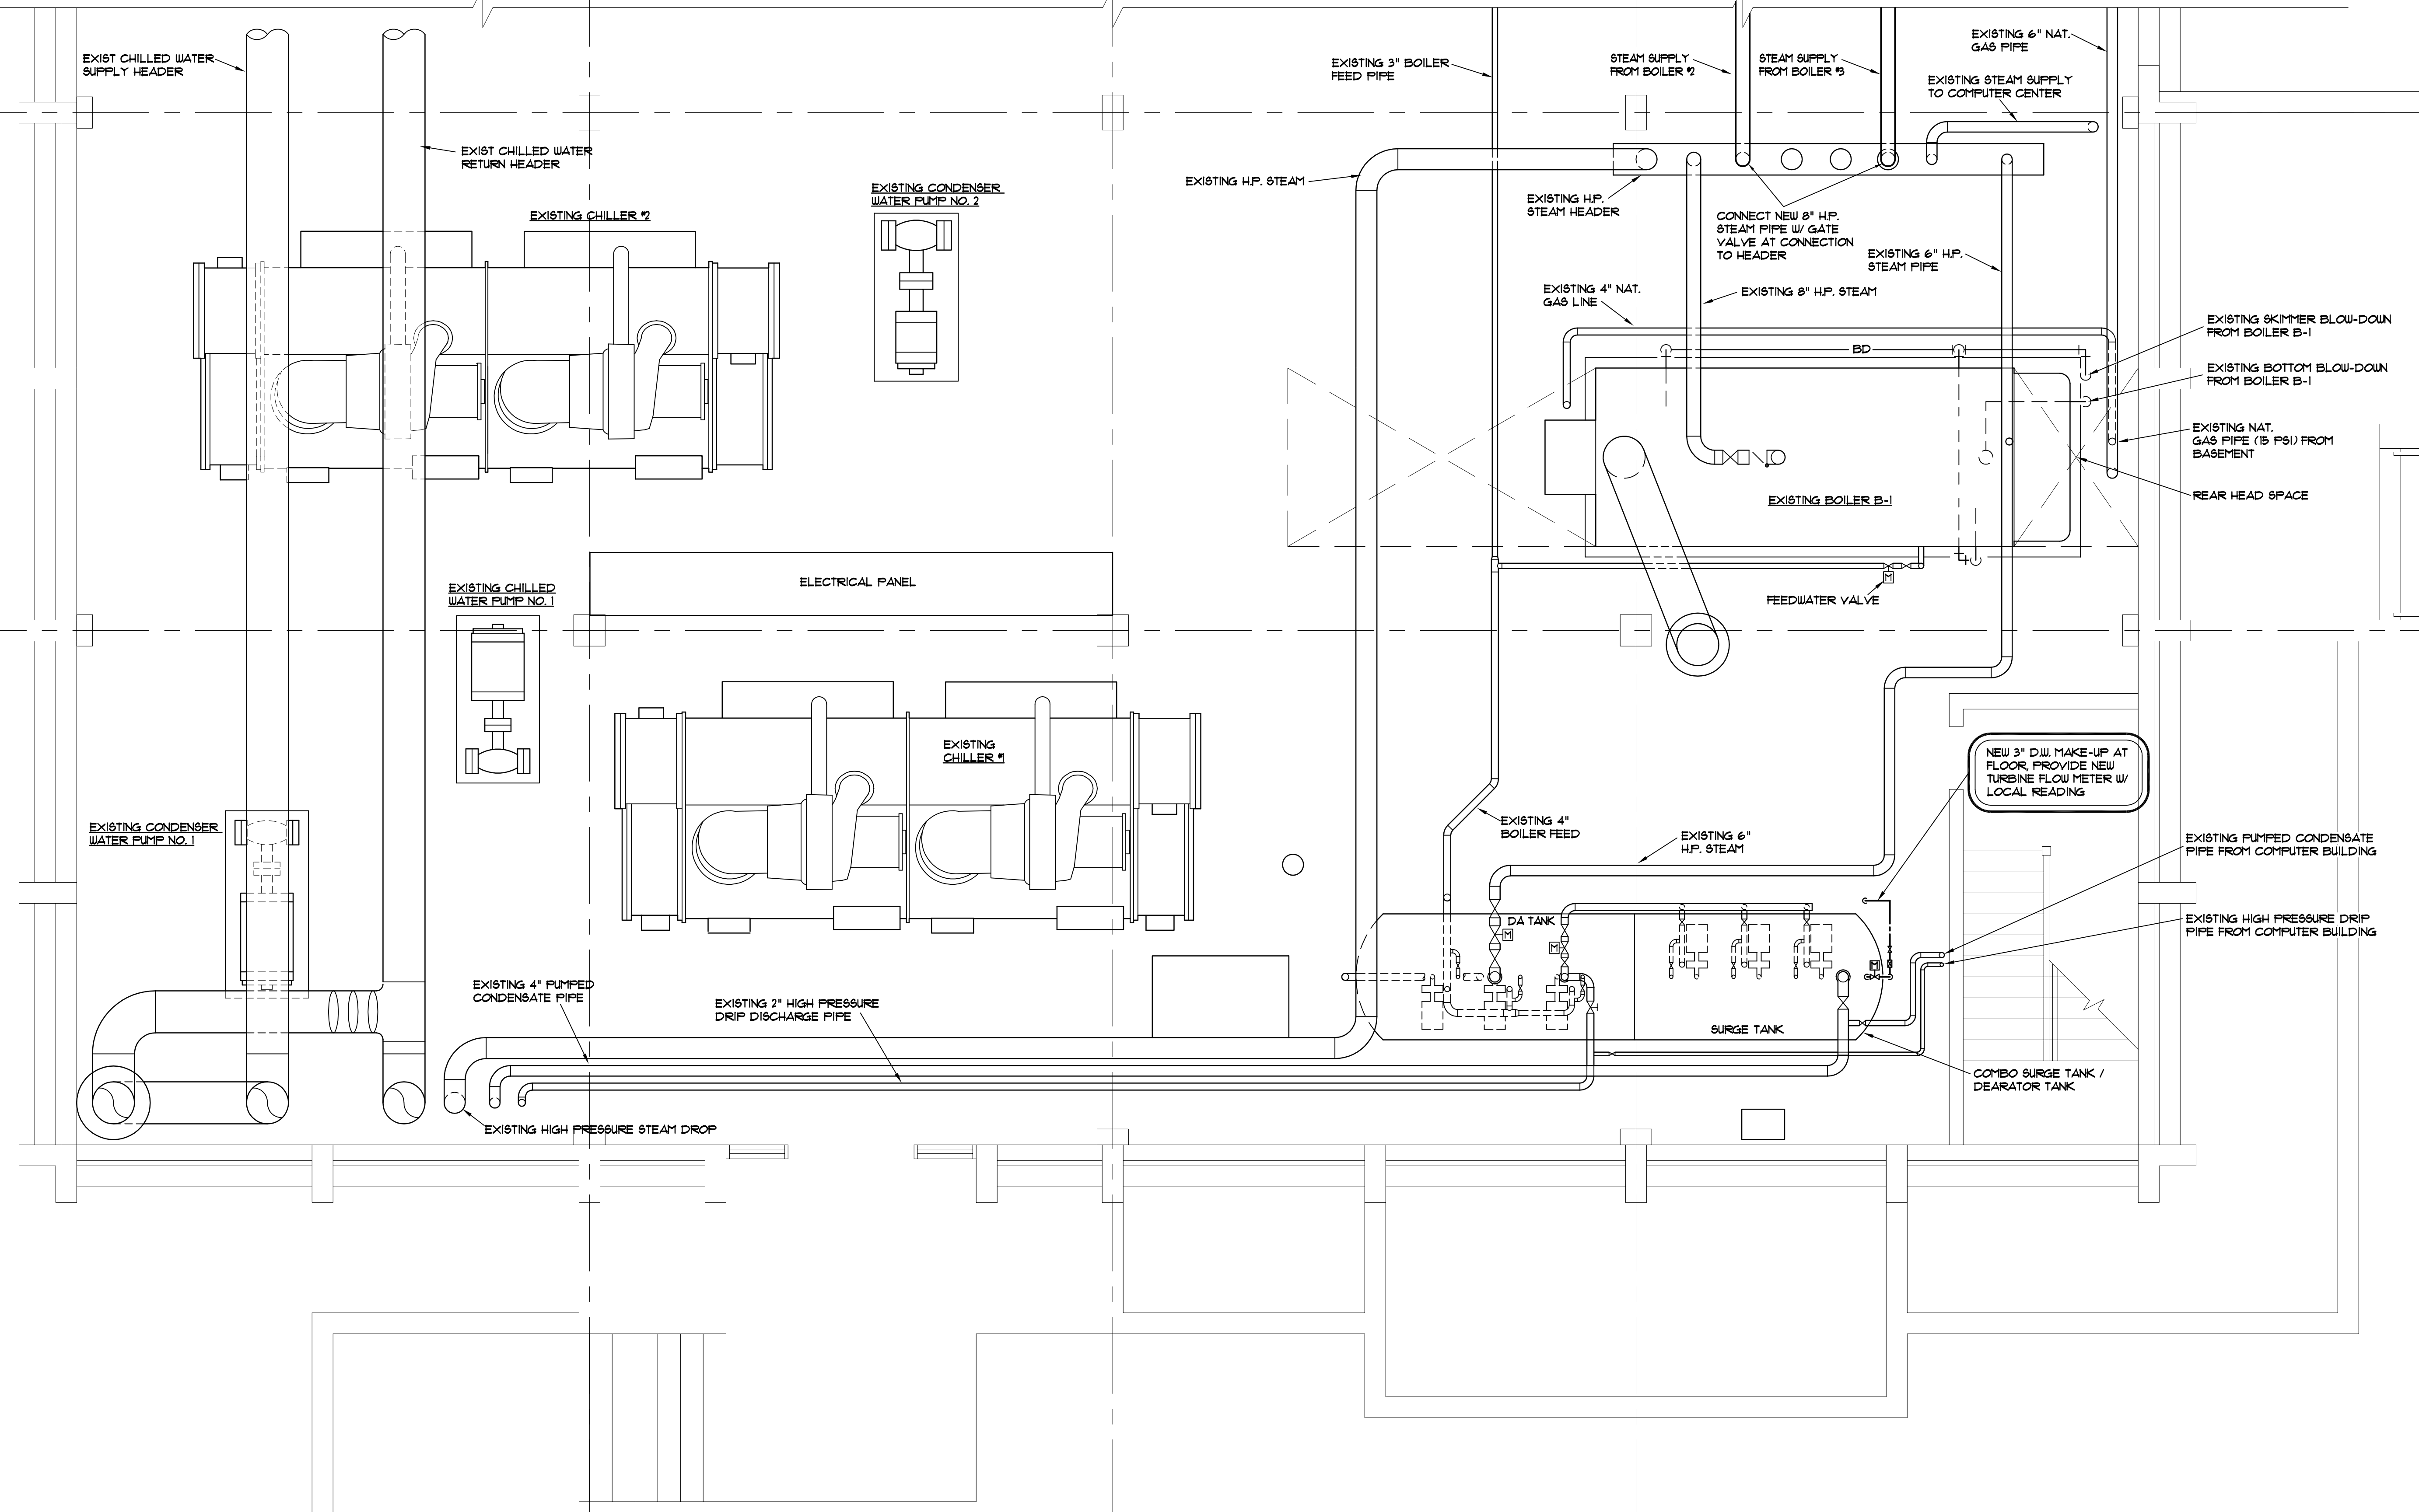 EXIST CHILLED WATER
SUPPLY HEADER
EXIST CHILLED WATER
RETURN HEADER
EXISTING CHILLER #2
EXISTING CONDENSER
WATER PUMP NO. 2
EXISTING 3" BOILER
FEED PIPE
STEAM SUPPLY
FROM BOILER #2
STEAM SUPPLY
FROM BOILER #3
EXISTING 6" NAT.
GAS PIPE
EXISTING STEAM SUPPLY
TO COMPUTER CENTER
EXISTING H.P. STEAM
EXISTING H.P.
STEAM HEADER
CONNECT NEW 8" H.P.
STEAM PIPE W/ GATE
VALVE AT CONNECTION
TO HEADER
EXISTING 6" H.P.
STEAM PIPE
EXISTING 4" NAT.
GAS LINE
EXISTING 8" H.P. STEAM
BD
EXISTING SKIMMER BLOW-DOWN
FROM BOILER B-1
EXISTING BOTTOM BLOW-DOWN
FROM BOILER B-1
EXISTING NAT.
GAS PIPE (15 PSI) FROM
BASEMENT
REAR HEAD SPACE
EXISTING BOILER B-1
M
FEEDWATER VALVE
ELECTRICAL PANEL
EXISTING CHILLED
WATER PUMP NO. 1
EXISTING
CHILLER #1
NEW 3" D.W. MAKE-UP AT
FLOOR, PROVIDE NEW
TURBINE FLOW METER W/
LOCAL READING
EXISTING CONDENSER
WATER PUMP NO. 1
EXISTING 4"
BOILER FEED
EXISTING 6"
H.P. STEAM
EXISTING PUMPED CONDENSATE
PIPE FROM COMPUTER BUILDING
EXISTING HIGH PRESSURE DRIP
PIPE FROM COMPUTER BUILDING
DA TANK
M
M
M
SURGE TANK
EXISTING 4" PUMPED
CONDENSATE PIPE
EXISTING 2" HIGH PRESSURE
DRIP DISCHARGE PIPE
COMBO SURGE TANK /
DEARATOR TANK
EXISTING HIGH PRESSURE STEAM DROP